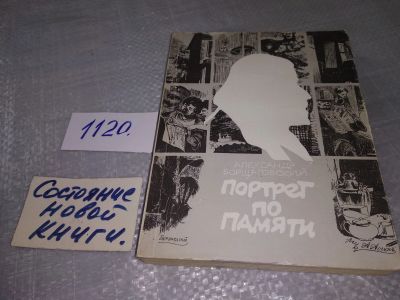 1120.
Состояние
новой
книги.
АЛЕКСАНДР
БОРЩАГОВСКИЙ
ПОРТРЕТ
ПО
ПАМЯТИ